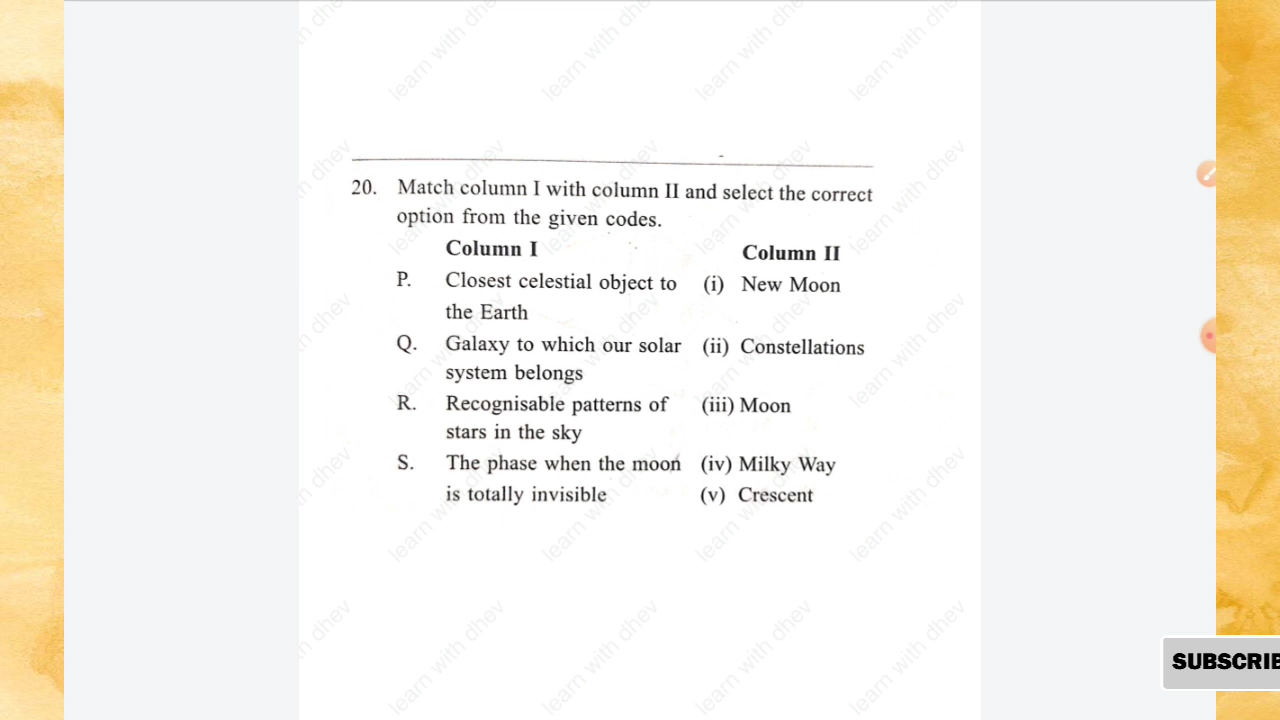 20. Match column I with column II and select the correct
option from the given codes.
Column I Column II
P. Closest celestial object to (i) New Moon
the Earth
Q. Galaxy to which our solar (ii) Constellations
system belongs
R. Recognisable patterns of (iii) Moon
stars in the sky
S. The phase when the moon (iv) Milky Way
is totally invisible (v) Crescent
learn with dhev
SUBSCRIB